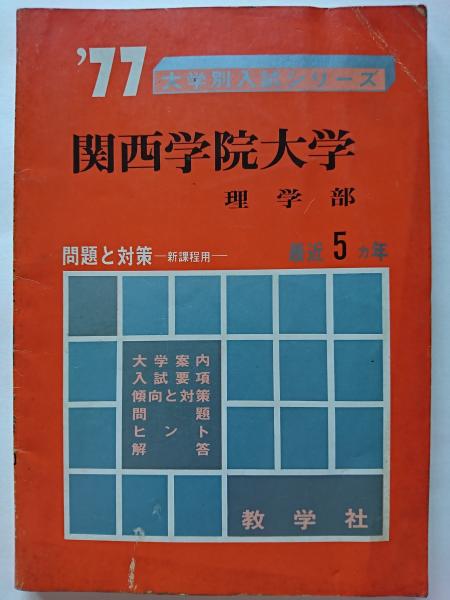 '77 大学別入試シリーズ
関西学院大学
理学部
問題と対策―新課程用―
最近5ヵ年
大学案内
入試要項
傾向と対策
問題
ヒント
解答
教学社